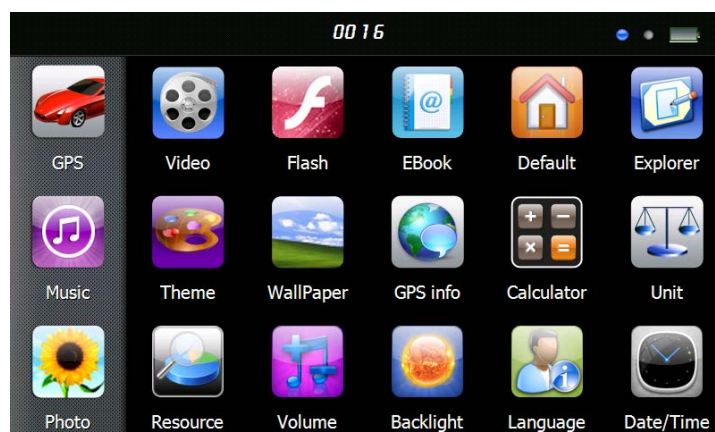 00 16
GPS Video Flash EBook Default Explorer
@
Music Theme WallPaper GPS info Calculator Unit
Photo Resource Volume Backlight Language Date/Time